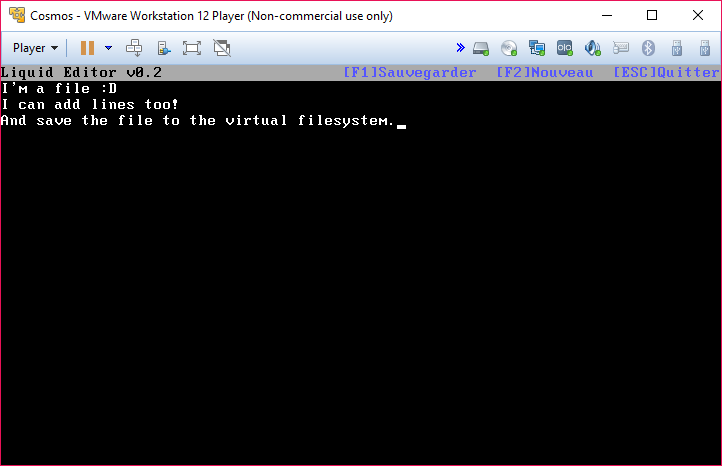 Cosmos - VMware Workstation 12 Player (Non-commercial use only)
Player
Liquid Editor v0.2 [F1]Sauvegarder [F2]Nouveau [ESC]Quitter
I'm a file :D
I can add lines too!
And save the file to the virtual filesystem.